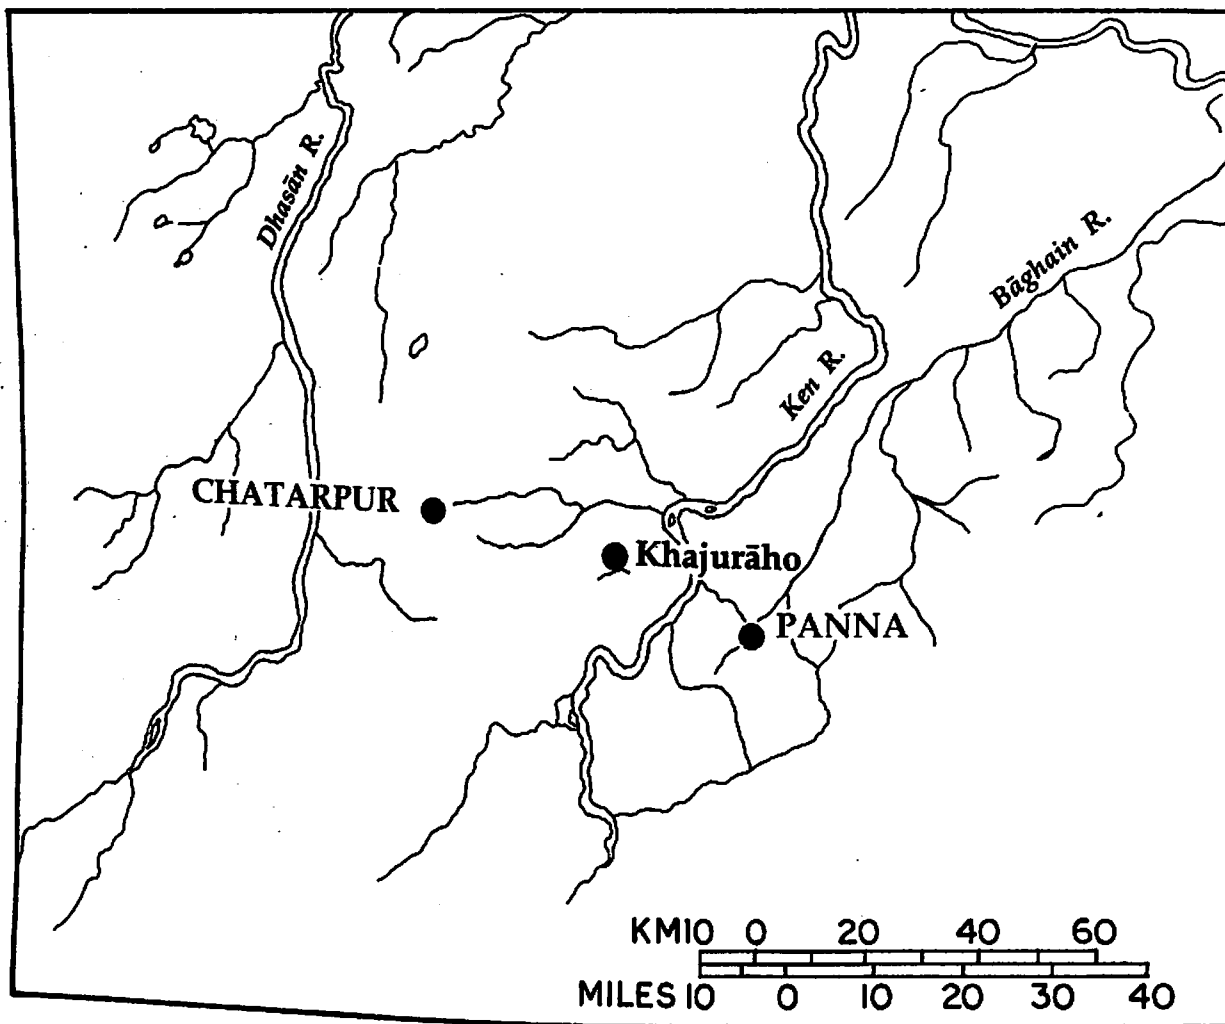 Dhasān R.
Bāghain R.
Ken R.
CHATARPUR
Khajurāho
PANNA
KM10 0 20 40 60
MILES 10 0 10 20 30 40